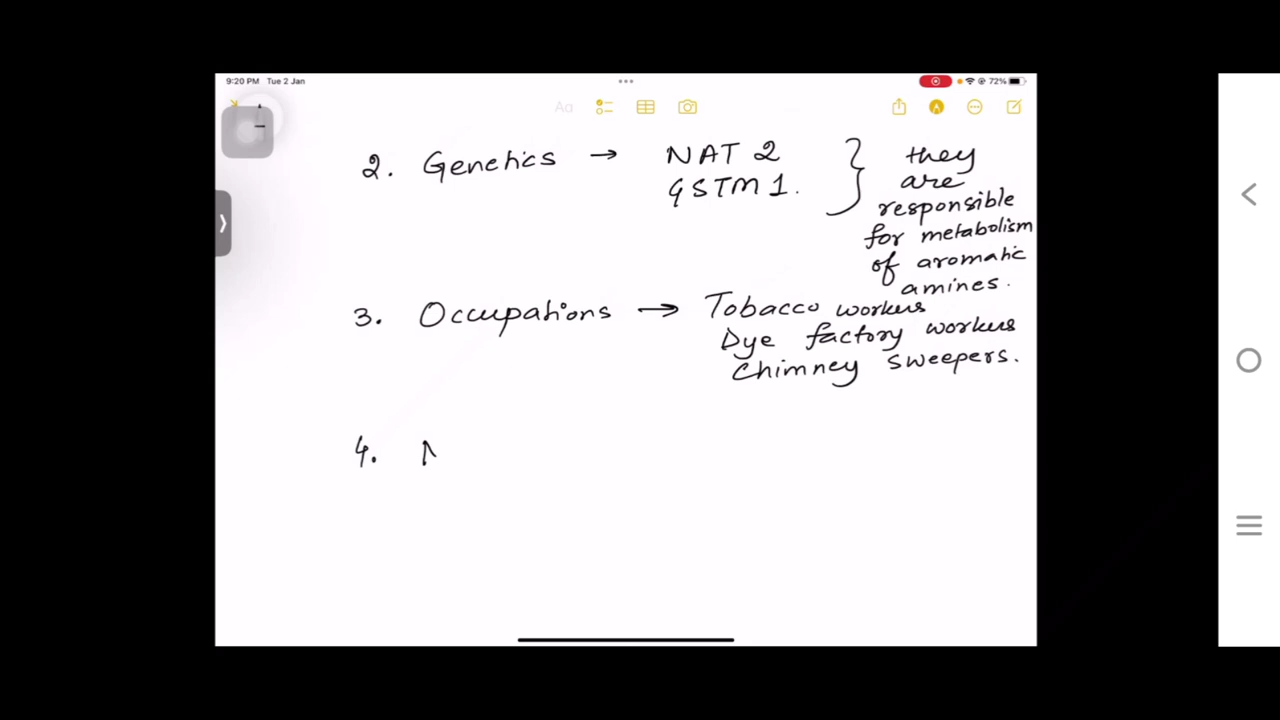 9:20 PM Tue 2 Jan
72%
Aa
2. Genetics → NAT 2
GSTM 1.
they
are
responsible
for metabolism
of aromatic
amines.
3. Occupations → Tobacco workers
Dye factory workers
Chimney sweepers.
4.